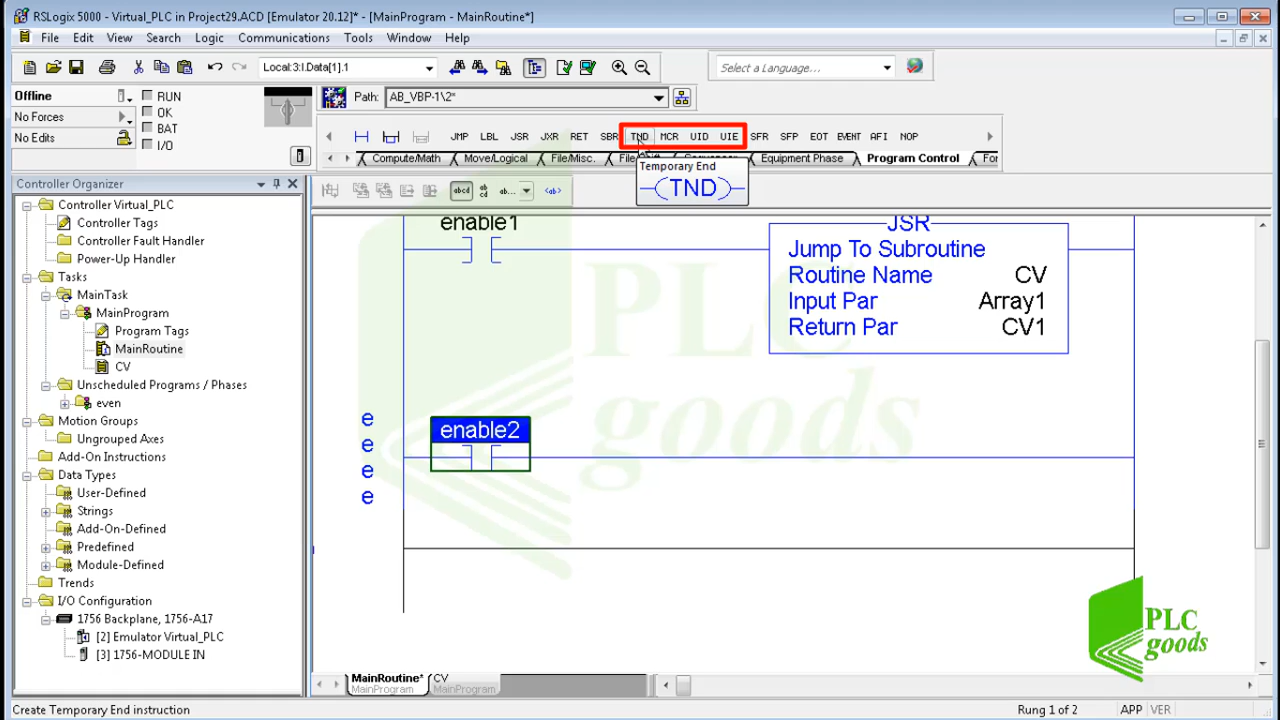 RSLogix 5000 - Virtual_PLC in Project29.ACD [Emulator 20.12]* - [MainProgram - MainRoutine*]
File Edit View Search Logic Communications Tools Window Help
Local:3:I.Data[1].1
Select a Language...
Offline
RUN
No Forces
OK
No Edits
BAT
I/O
Path: AB_VBP-1\2*
JMP LBL JSR JXR RET SBR TND MCR UID UIE SFR SFP EOT EVENT AFI NOP
Compute/Math Move/Logical File/Misc. Equipment Phase Program Control
Temporary End
TND
Controller Organizer
abcd ab cd ab... <ab>
Controller Virtual_PLC
Controller Tags
Controller Fault Handler
Power-Up Handler
Tasks
MainTask
MainProgram
Program Tags
MainRoutine
CV
Unscheduled Programs / Phases
even
Motion Groups
Ungrouped Axes
Add-On Instructions
Data Types
User-Defined
Strings
Add-On-Defined
Predefined
Module-Defined
Trends
I/O Configuration
1756 Backplane, 1756-A17
[2] Emulator Virtual_PLC
[3] 1756-MODULE IN
enable1
JSR
Jump To Subroutine
Routine Name CV
Input Par Array1
Return Par CV1
e
e
e
e
enable2
PLC
goods
PLC
goods
MainRoutine* CV
MainProgram MainProgram
Create Temporary End instruction
Rung 1 of 2 APP VER